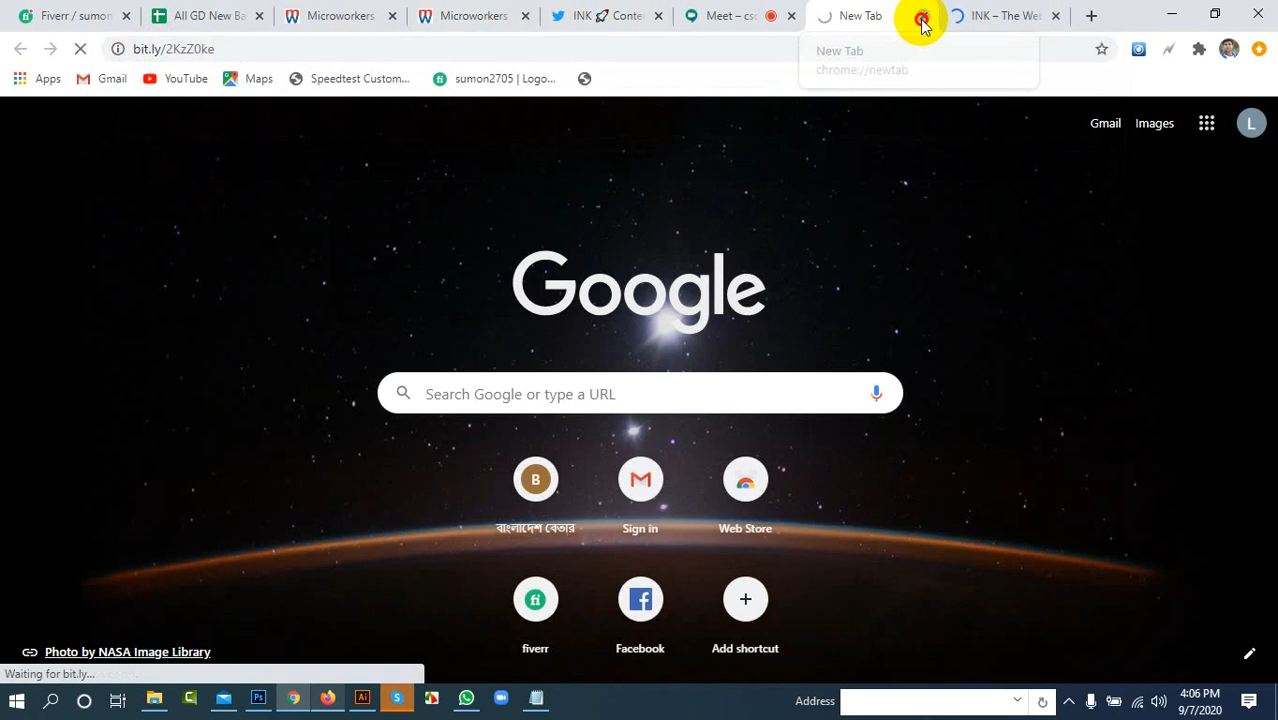 Fiverr / sumon
All GD New Ba
Microworkers
Microworkers
INK 🚀 Conte
Meet – cso
New Tab
INK – The We
bit.ly/2KzZ0ke
New Tab
chrome://newtab
Apps
Gmail
YouTube
Maps
Speedtest Custom...
sumon2705 | Logo...
Gmail
Images
L
Google
Search Google or type a URL
B
বাংলাদেশ বেতার
Sign in
Web Store
fi
fiverr
Facebook
Add shortcut
Photo by NASA Image Library
Waiting for bit.ly...
Address
4:06 PM
9/7/2020